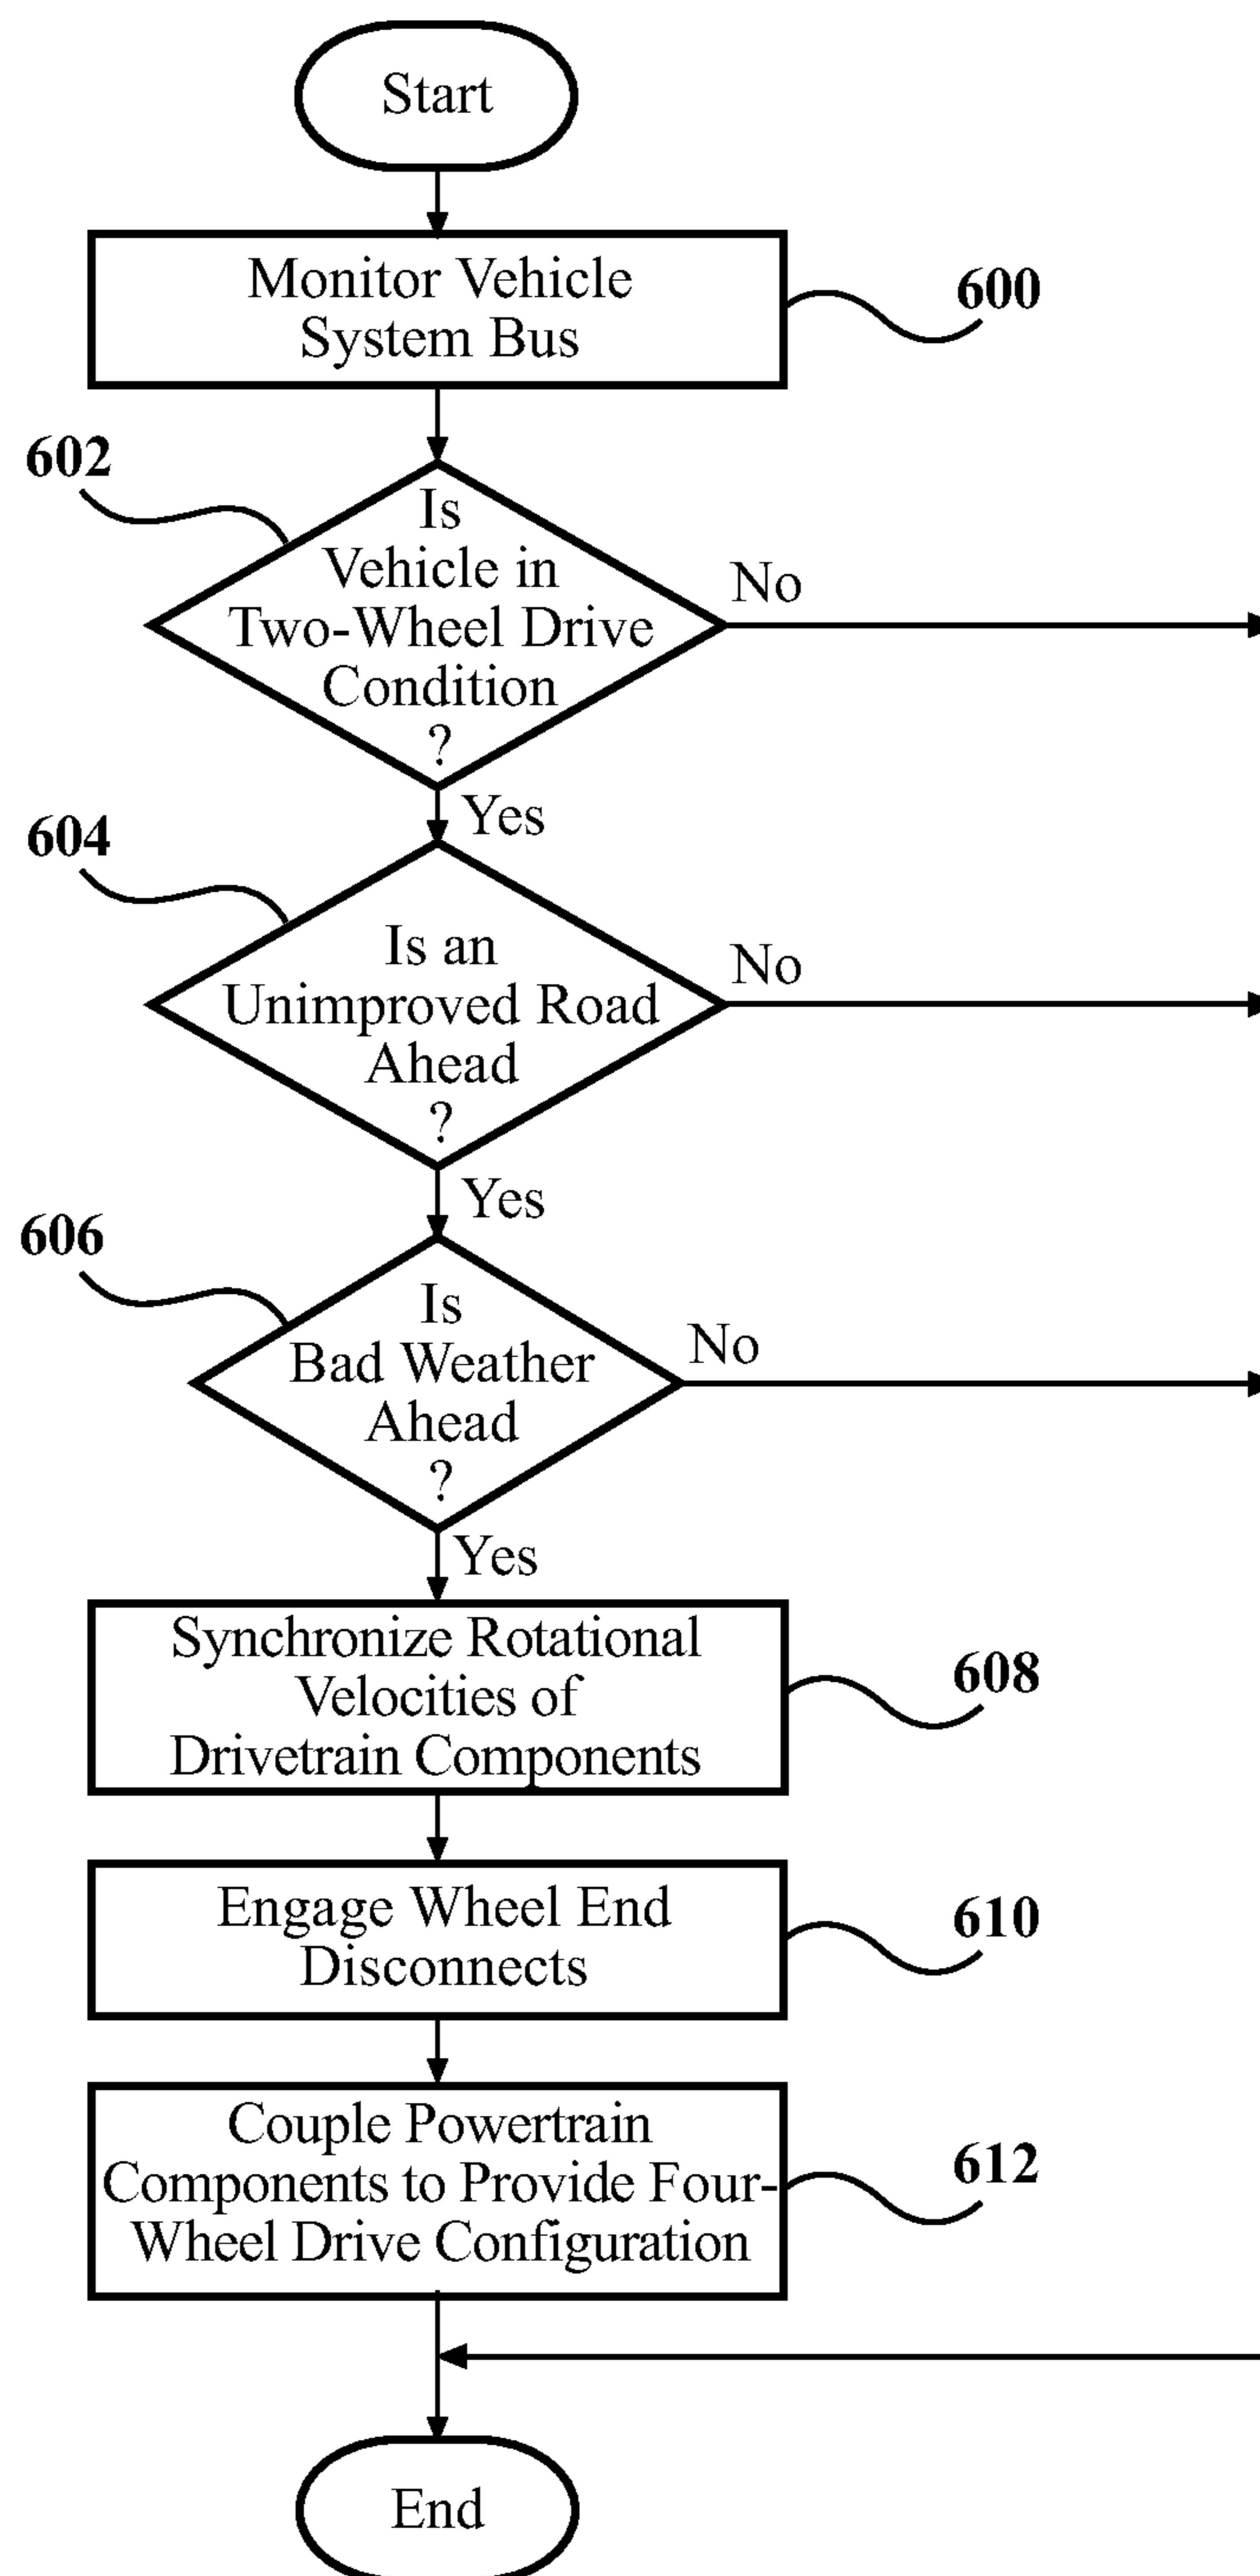 Start
Monitor Vehicle
System Bus
600
602
Is
Vehicle in
Two-Wheel Drive
Condition
?
No
Yes
604
Is an
Unimproved Road
Ahead
?
No
Yes
606
Is
Bad Weather
Ahead
?
No
Yes
Synchronize Rotational
Velocities of
Drivetrain Components
608
Engage Wheel End
Disconnects
610
Couple Powertrain
Components to Provide Four-
Wheel Drive Configuration
612
End